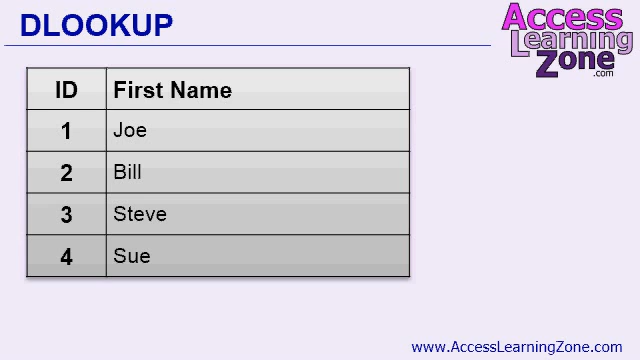 DLOOKUP
Access
Learning
Zone
.com
ID First Name
1 Joe
2 Bill
3 Steve
4 Sue
www.AccessLearningZone.com